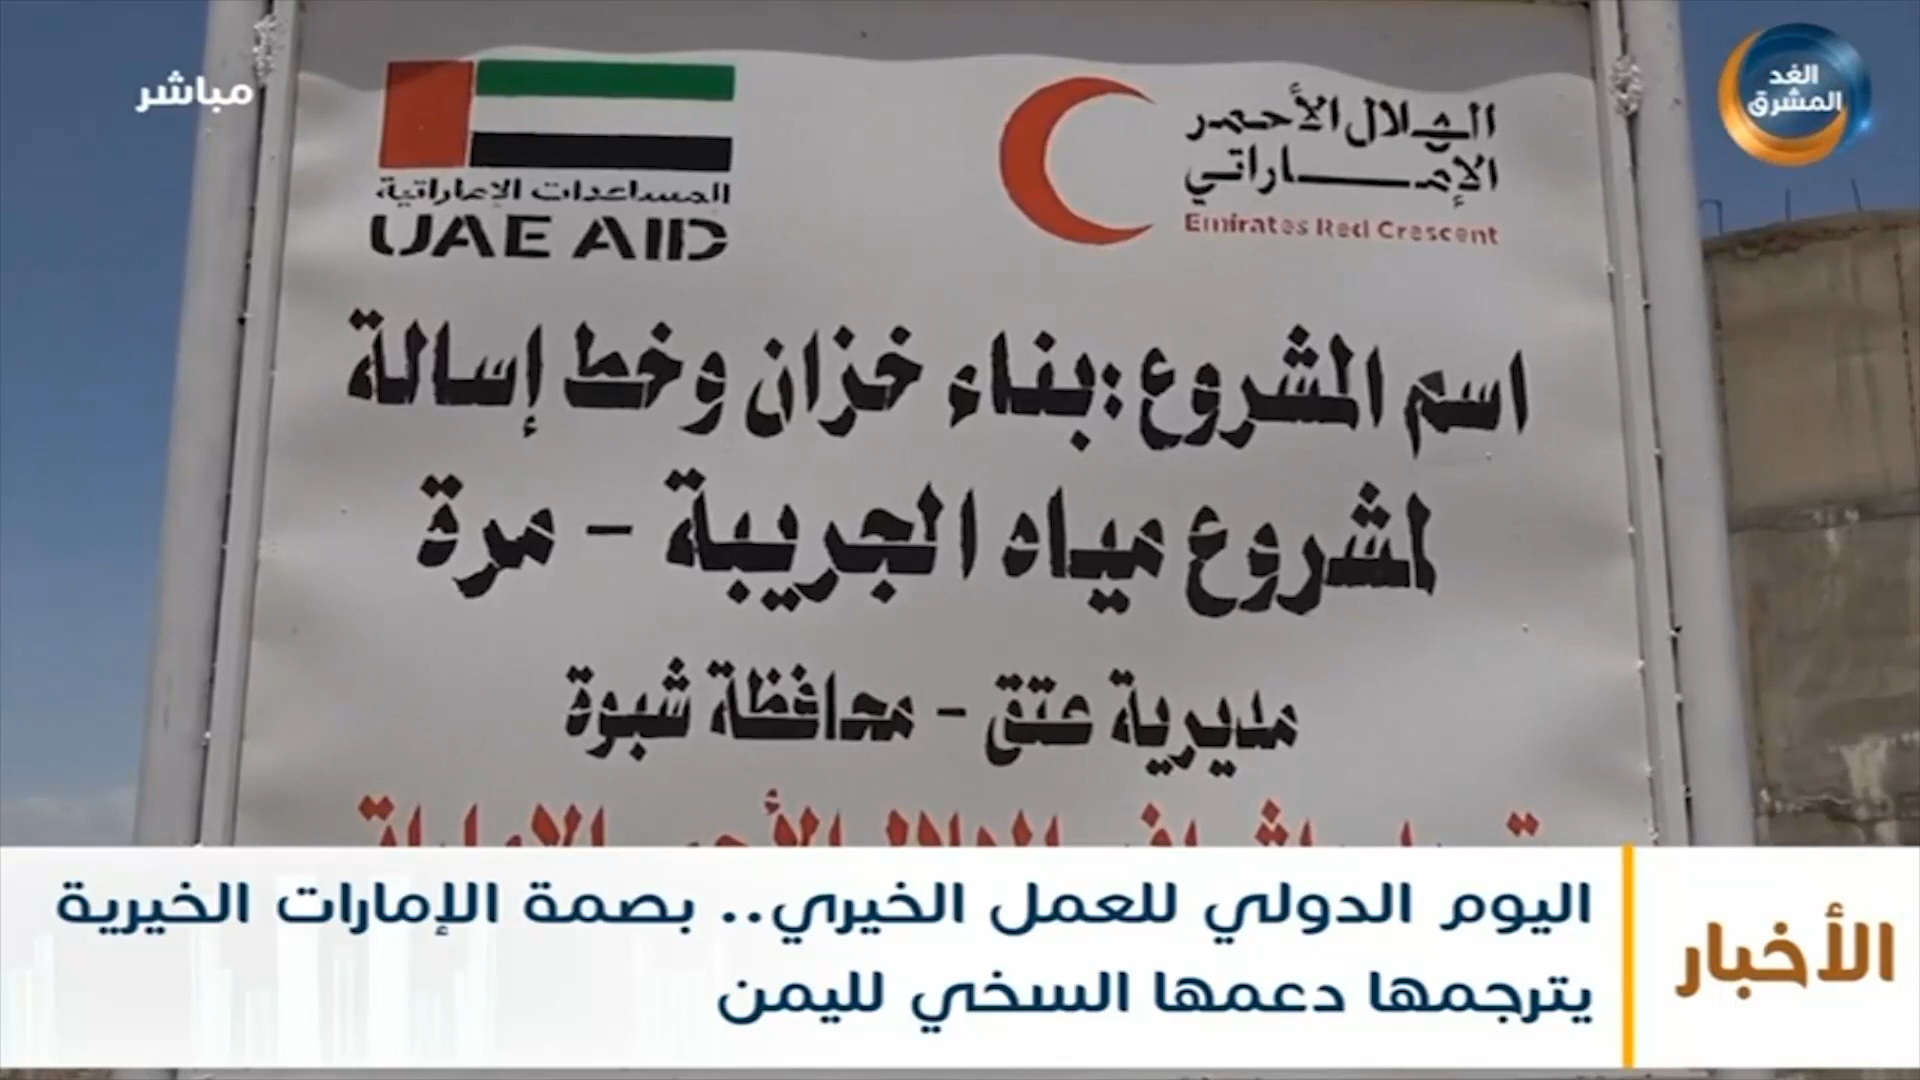 مباشر
الغد
المشرق
المساعدات الإماراتية
UAE AID
الهلال الأحمر
الإماراتي
Emirates Red Crescent
اسم المشروع: بناء خزان وخط إسالة
لمشروع مياه الجريبة - مرة
مديرية عتق - محافظة شبوة
الأخبار
اليوم الدولي للعمل الخيري.. بصمة الإمارات الخيرية
يترجمها دعمها السخي لليمن